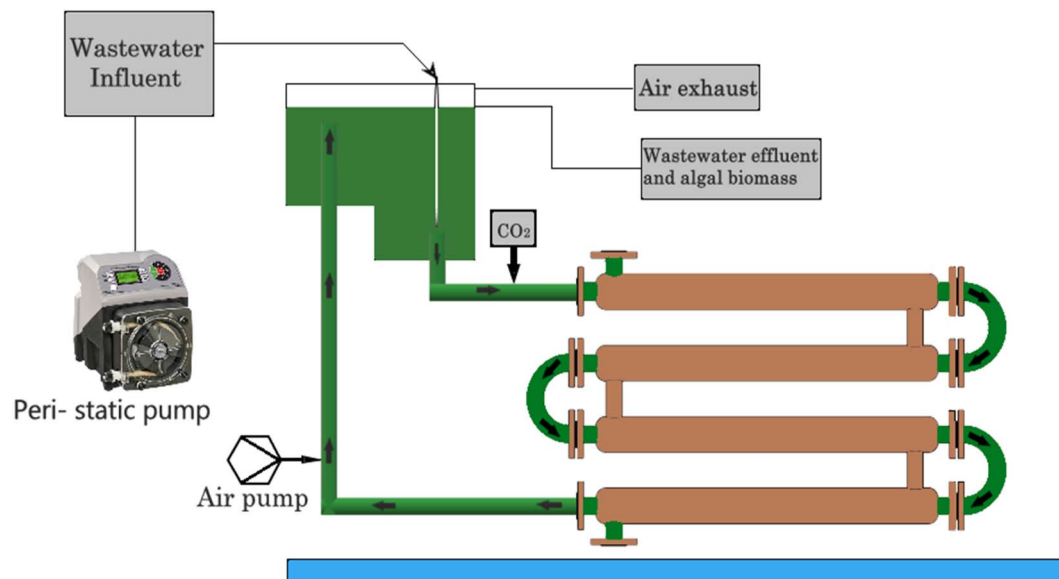 Wastewater
Influent
Air exhaust
Wastewater effluent
and algal biomass
CO₂
Peri- static pump
Air pump